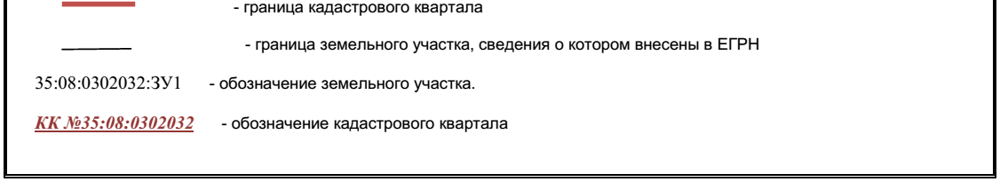 - граница кадастрового квартала
- граница земельного участка, сведения о котором внесены в ЕГРН
35:08:0302032:ЗУ1 - обозначение земельного участка.
КК №35:08:0302032 - обозначение кадастрового квартала